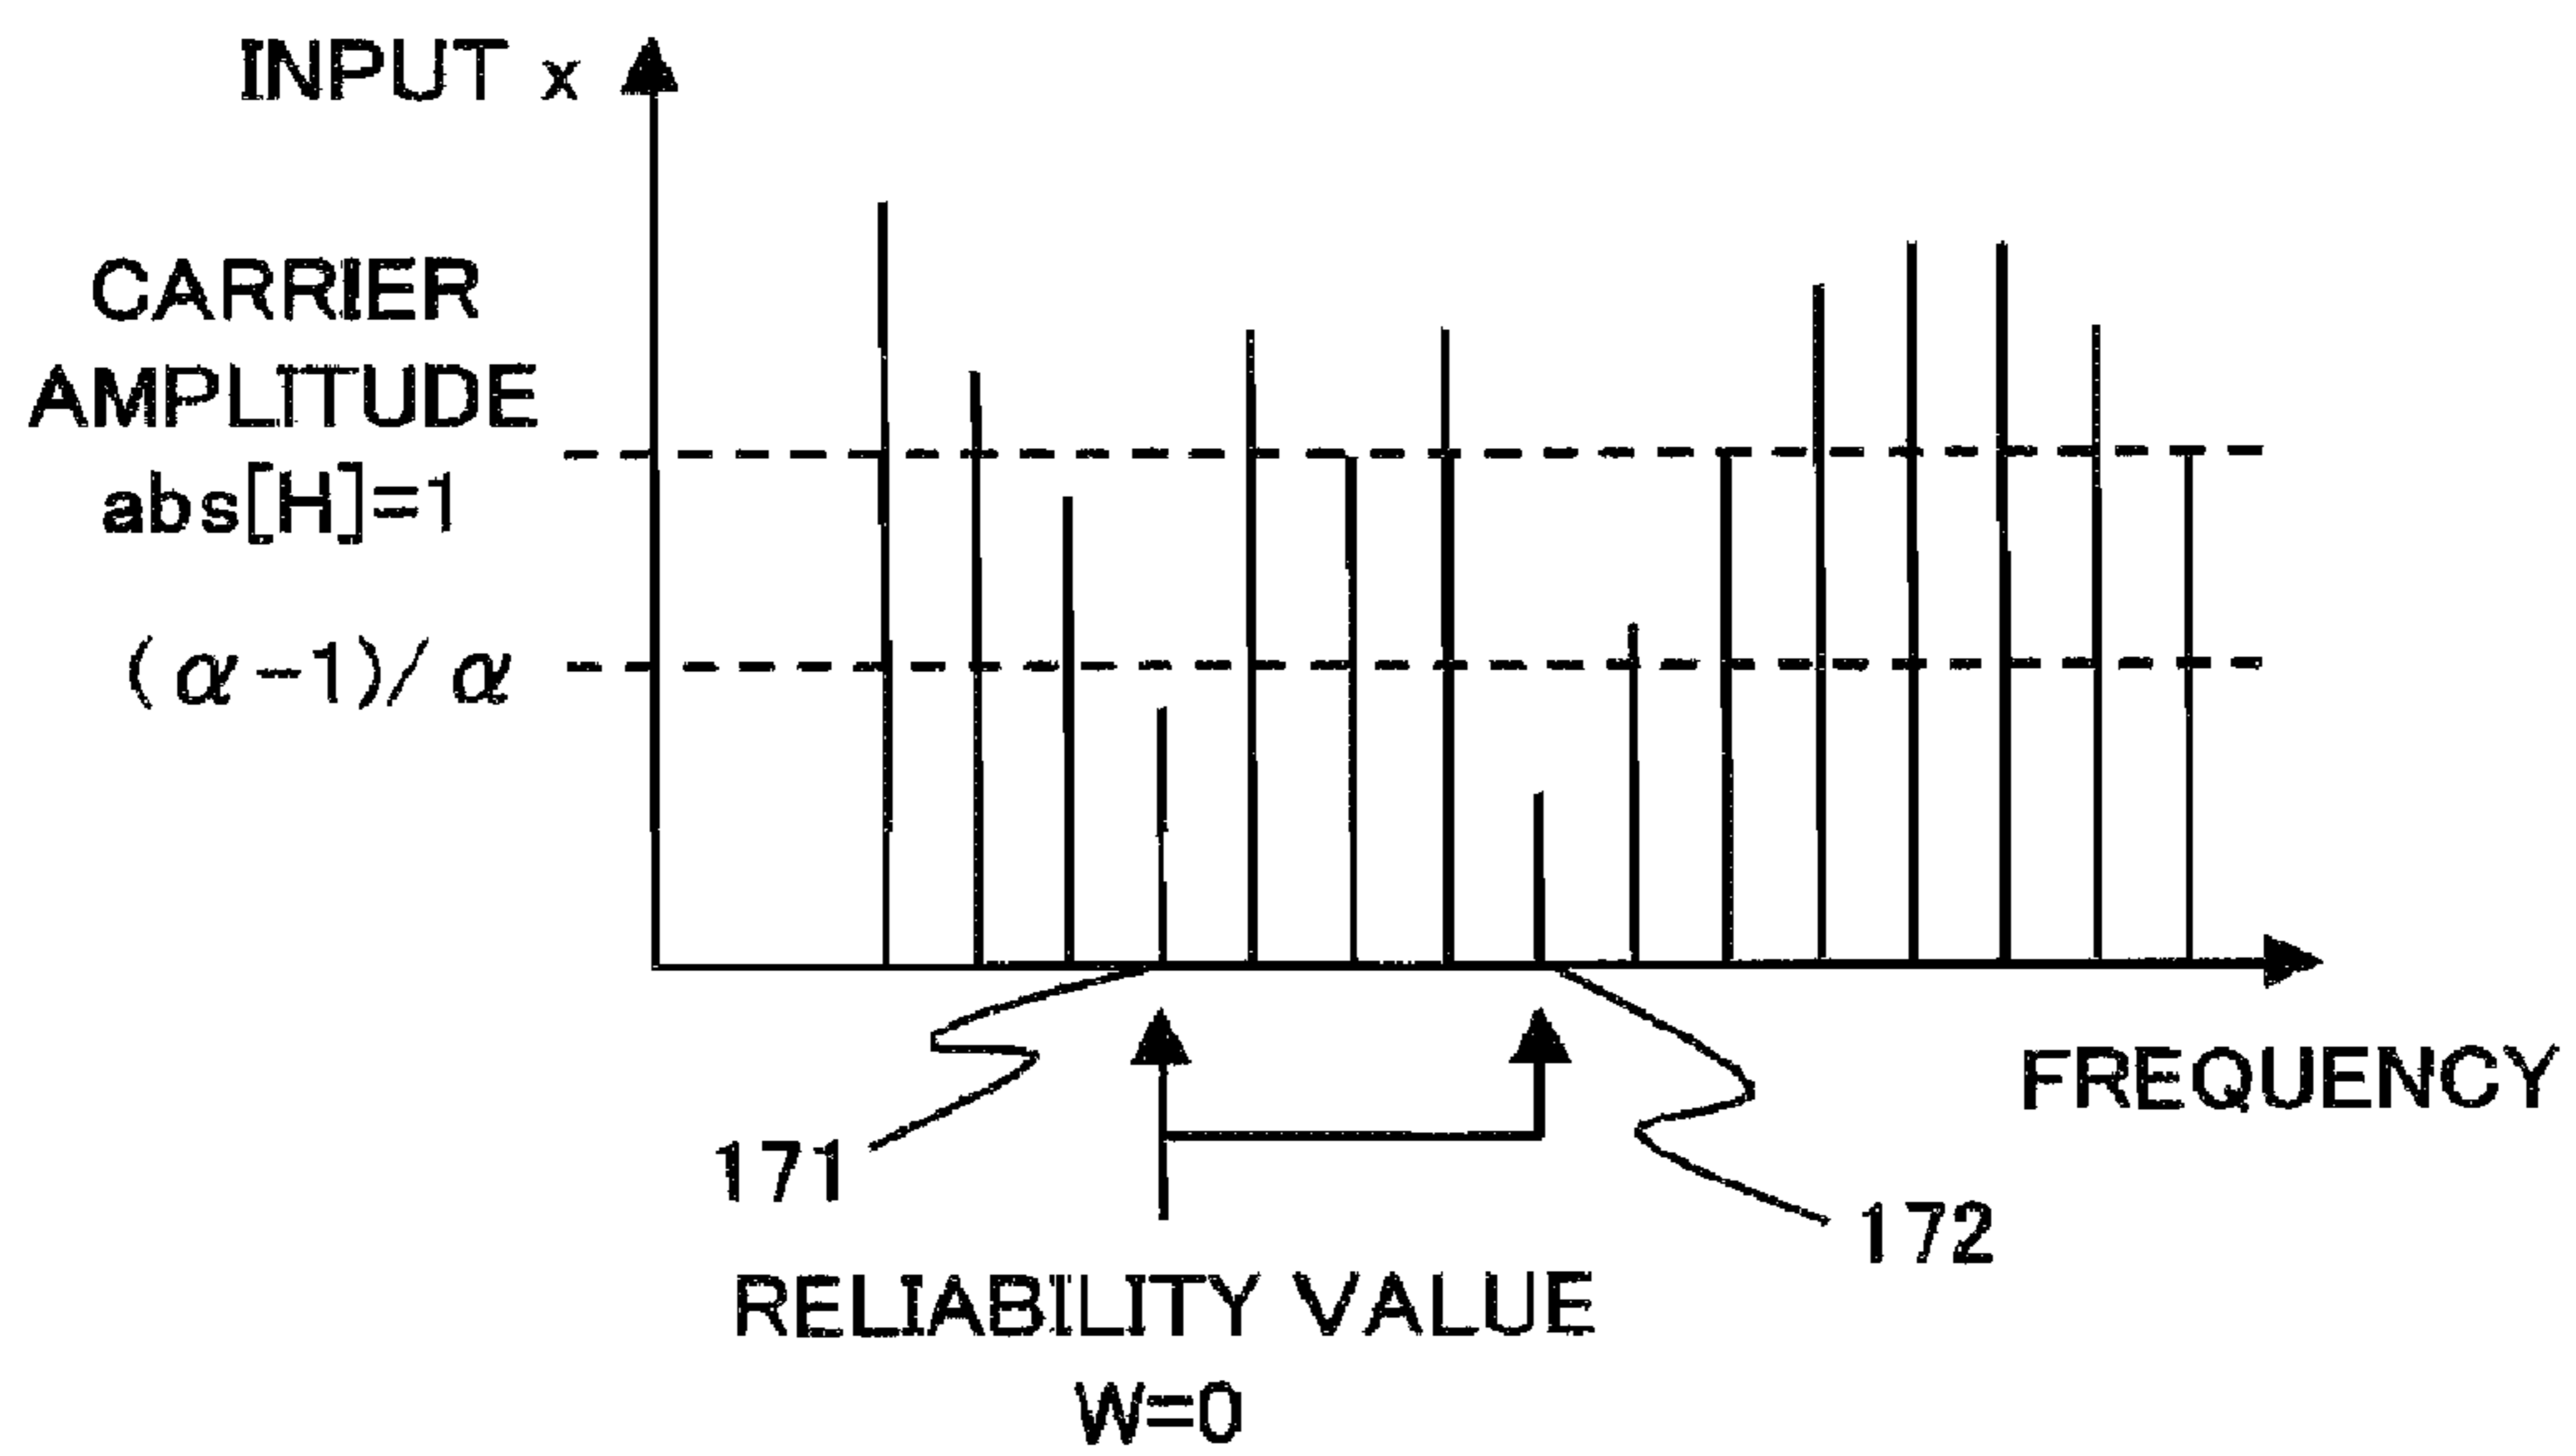 INPUT x
CARRIER
AMPLITUDE
abs[H]=1
(α-1)/α
FREQUENCY
171
172
RELIABILITY VALUE
W=0